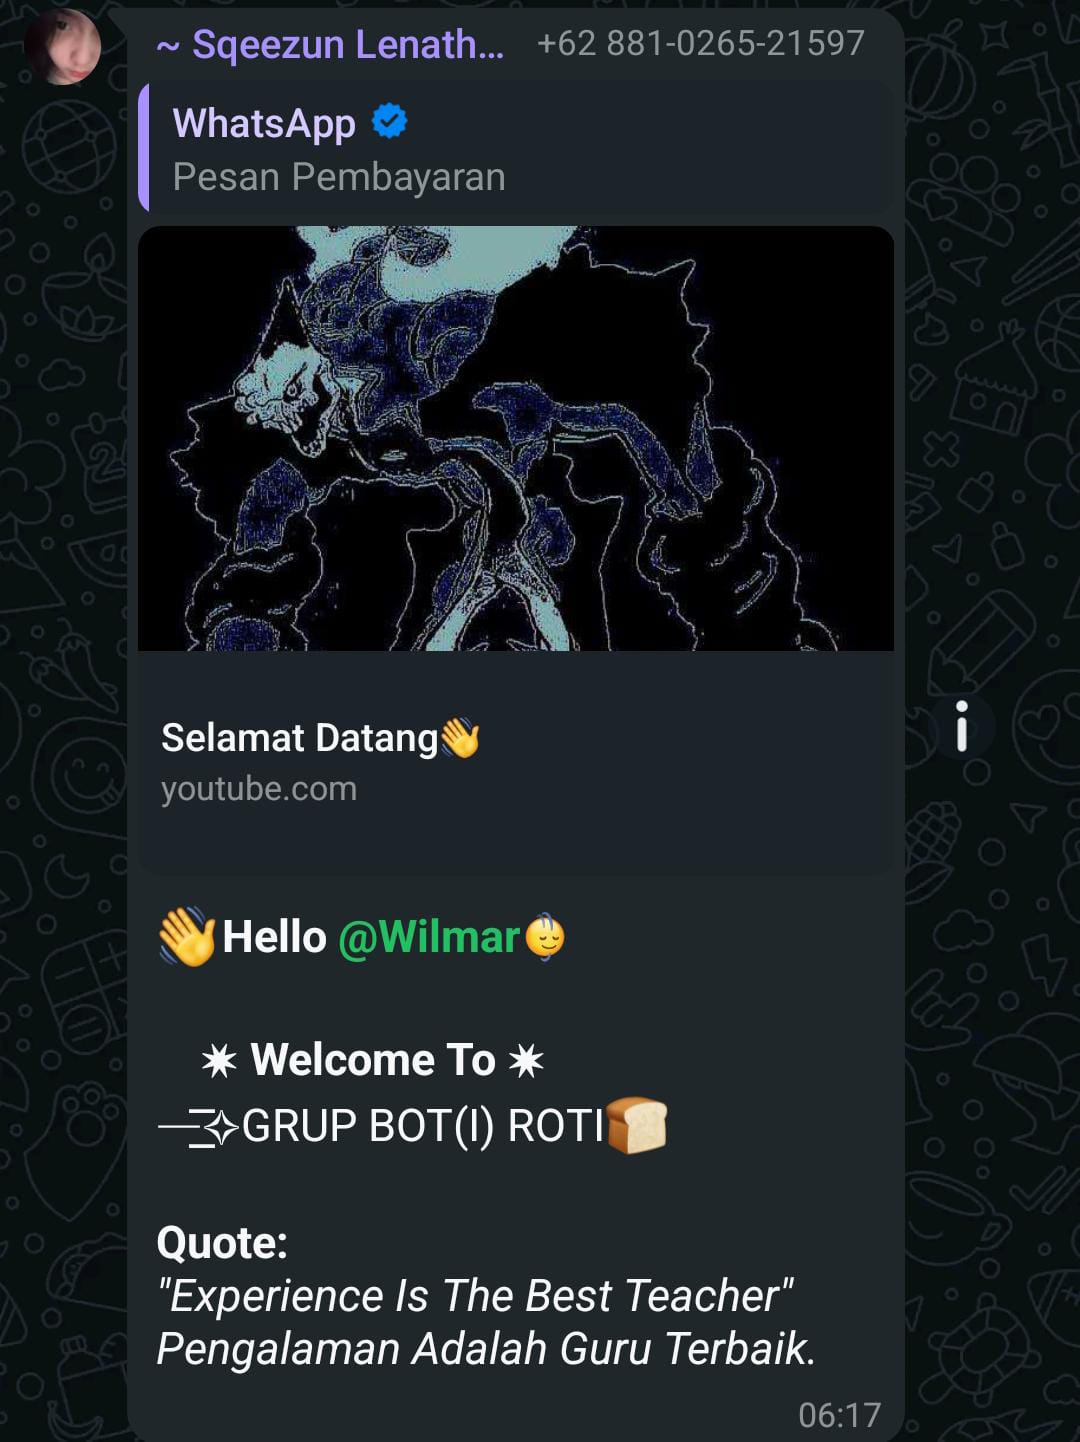 ~ Sqeezun Lenath... +62 881-0265-21597
WhatsApp
Pesan Pembayaran
Selamat Datang👋
youtube.com
👋Hello @Wilmar🙂‍↕️
✷ Welcome To ✷
—͟͟͞͞✧GRUP BOT(I) ROTI🍞
Quote:
"Experience Is The Best Teacher"
Pengalaman Adalah Guru Terbaik.
06:17